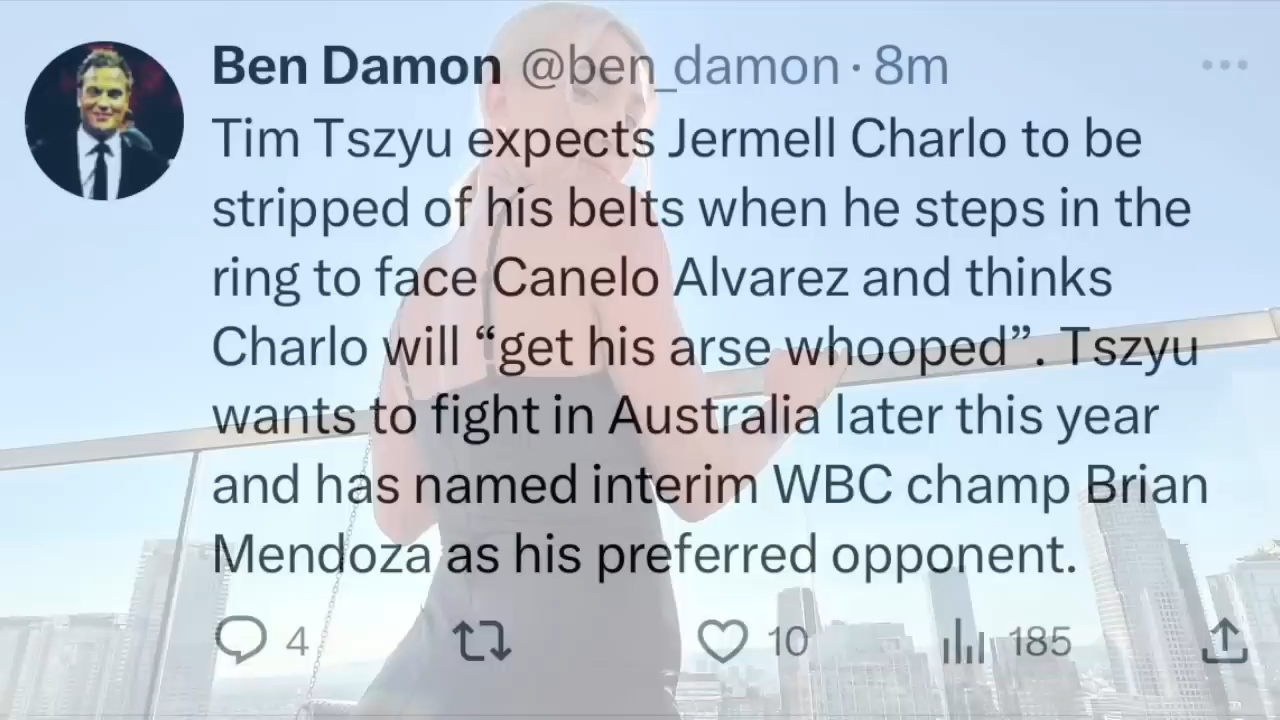 Ben Damon @ben_damon · 8m
Tim Tszyu expects Jermell Charlo to be
stripped of his belts when he steps in the
ring to face Canelo Alvarez and thinks
Charlo will “get his arse whooped”. Tszyu
wants to fight in Australia later this year
and has named interim WBC champ Brian
Mendoza as his preferred opponent.
4 10 185